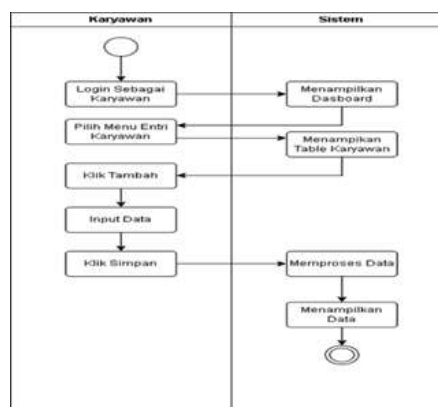 Karyawan
Sistem
Login Sebagai
Karyawan
Menampilkan
Dasboard
Pilih Menu Entri
Karyawan
Menampikan
Table Karyawan
Klik Tambah
Input Data
Klik Simpan
Memproses Data
Menampilkan
Data